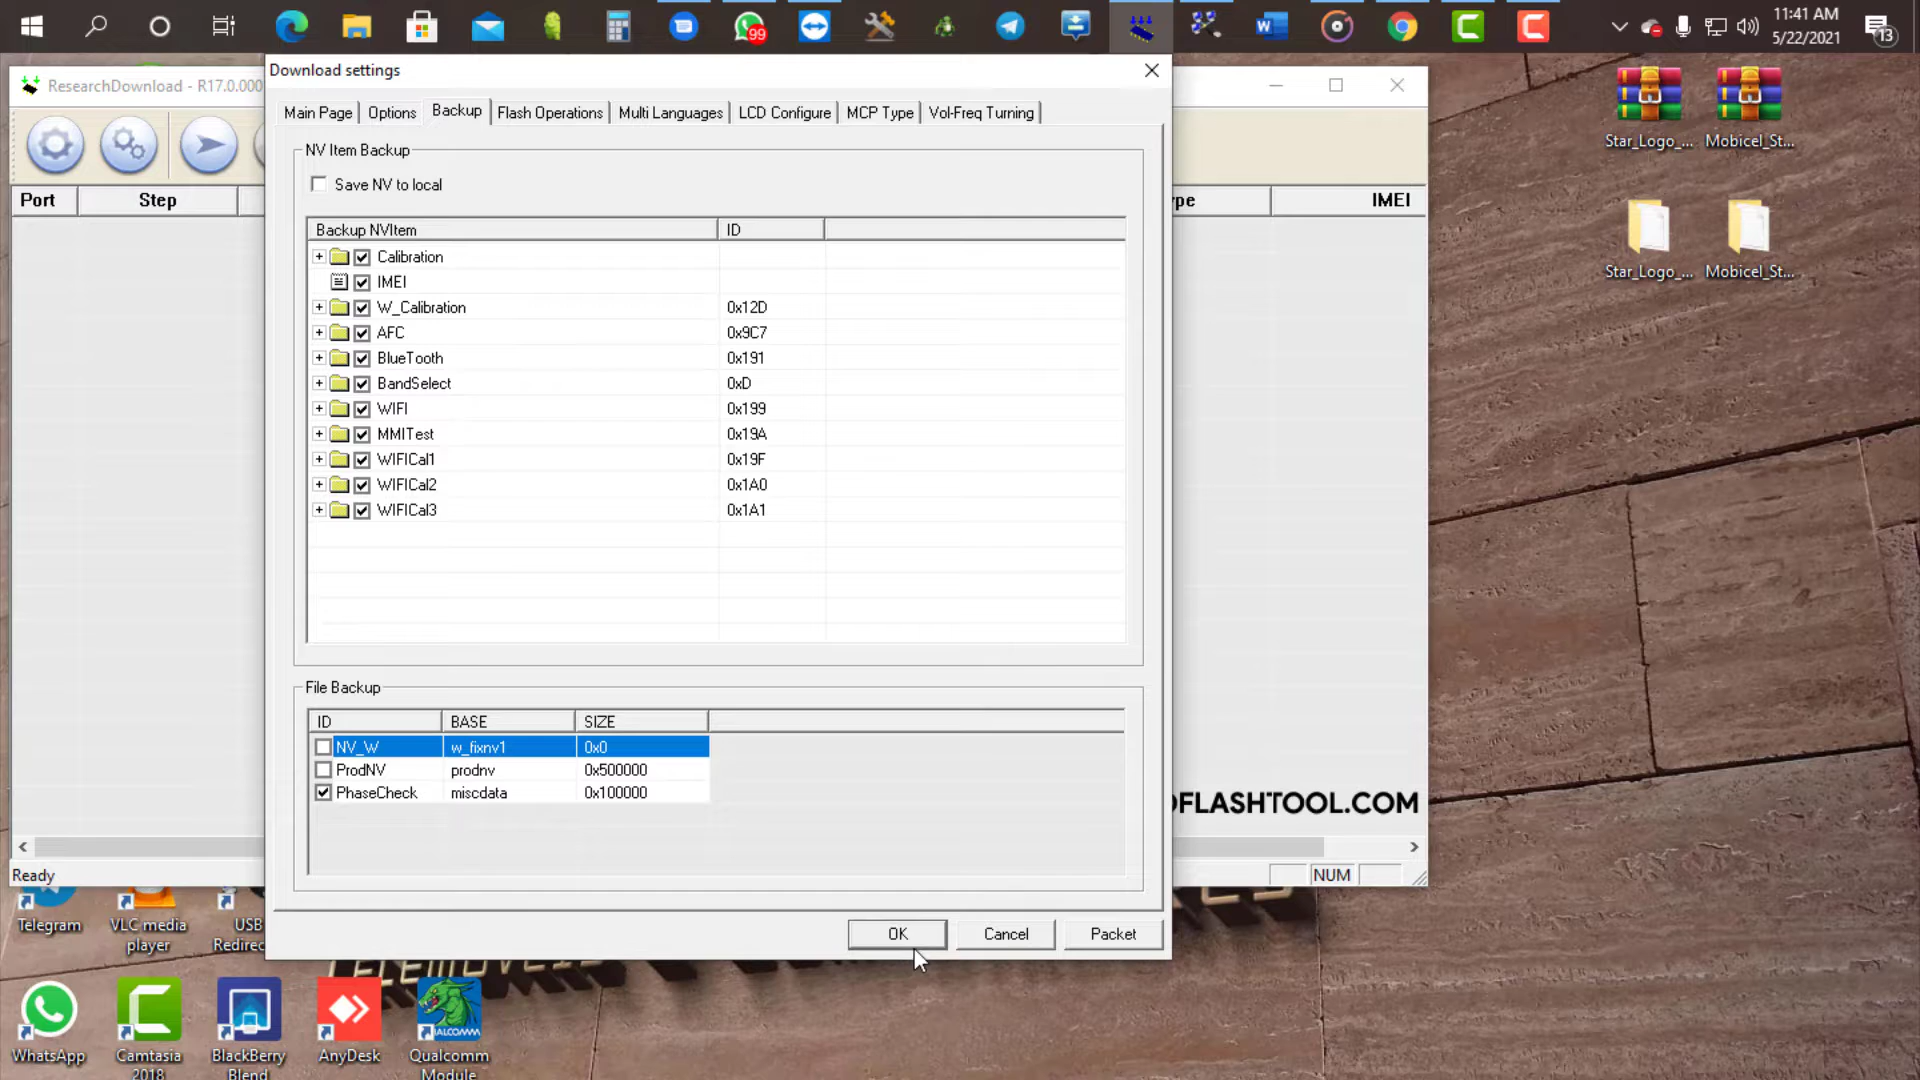 11:41 AM
5/22/2021
99
13
ResearchDownload - R17.0.000
Download settings
Main Page
Options
Backup
Flash Operations
Multi Languages
LCD Configure
MCP Type
Vol-Freq Turning
NV Item Backup
Save NV to local
Port
Step
ype
IMEI
Backup NVItem
ID
Calibration
IMEI
W_Calibration
0x12D
AFC
0x9C7
BlueTooth
0x191
BandSelect
0xD
WIFI
0x199
MMITest
0x19A
WIFICal1
0x19F
WIFICal2
0x1A0
WIFICal3
0x1A1
File Backup
ID
BASE
SIZE
NV_W
w_fixnv1
0x0
ProdNV
prodnv
0x500000
PhaseCheck
miscdata
0x100000
FLASHTOOL.COM
Ready
NUM
OK
Cancel
Packet
Star_Logo_...
Mobicel_St...
Star_Logo_...
Mobicel_St...
Telegram
VLC media
player
USB
Redirec
WhatsApp
Camtasia
2018
BlackBerry
Blend
AnyDesk
Qualcomm
Module